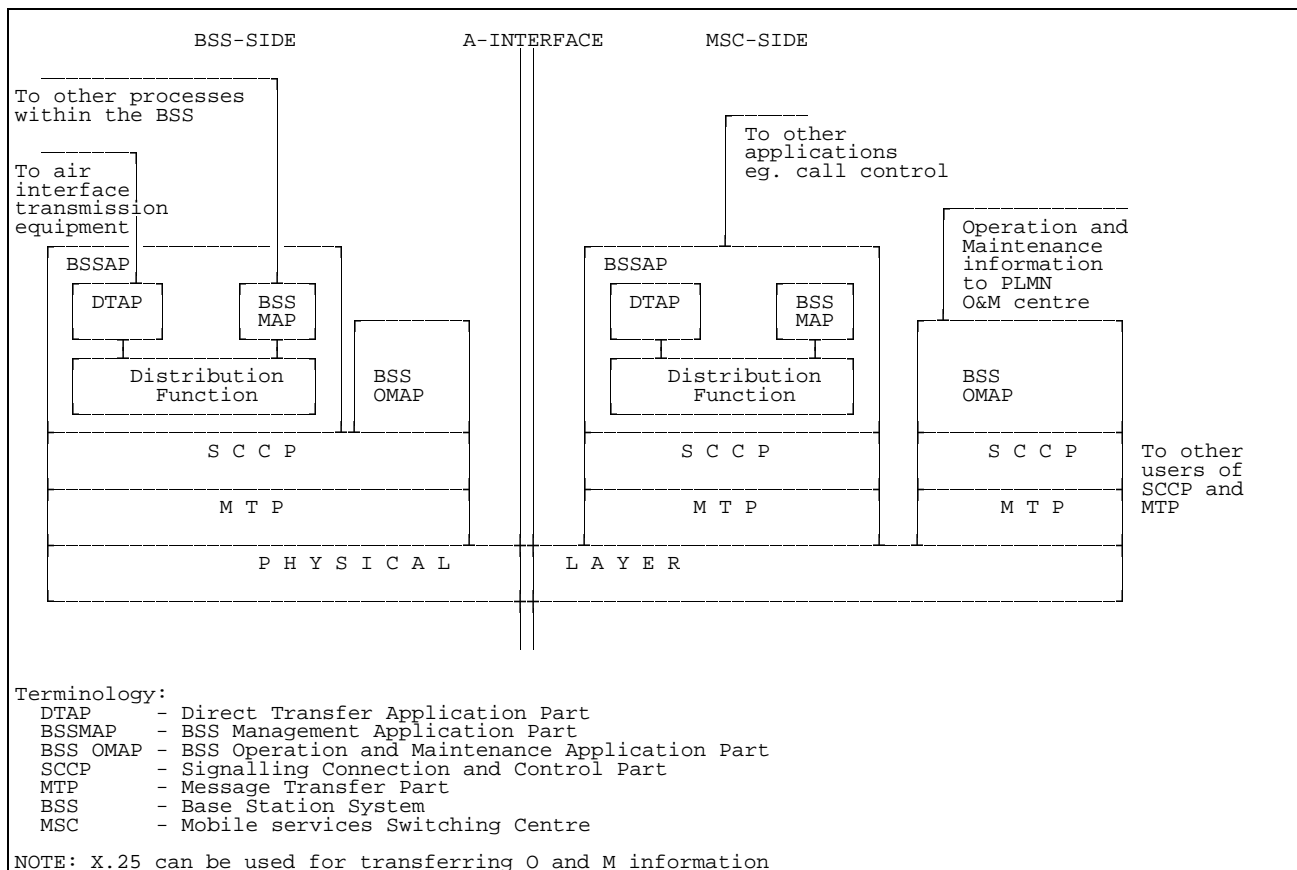 BSS-SIDE A-INTERFACE MSC-SIDE
To other processes
within the BSS
To air
interface
transmission
equipment
To other
applications
eg. call control
Operation and
Maintenance
information
to PLMN
O&M centre
BSSAP
DTAP
BSS
MAP
Distribution
Function
BSS
OMAP
S C C P
M T P
BSSAP
DTAP
BSS
MAP
Distribution
Function
S C C P
M T P
BSS
OMAP
S C C P
M T P
To other
users of
SCCP and
MTP
P H Y S I C A L L A Y E R
Terminology:
DTAP - Direct Transfer Application Part
BSSMAP - BSS Management Application Part
BSS OMAP - BSS Operation and Maintenance Application Part
SCCP - Signalling Connection and Control Part
MTP - Message Transfer Part
BSS - Base Station System
MSC - Mobile services Switching Centre
NOTE: X.25 can be used for transferring O and M information